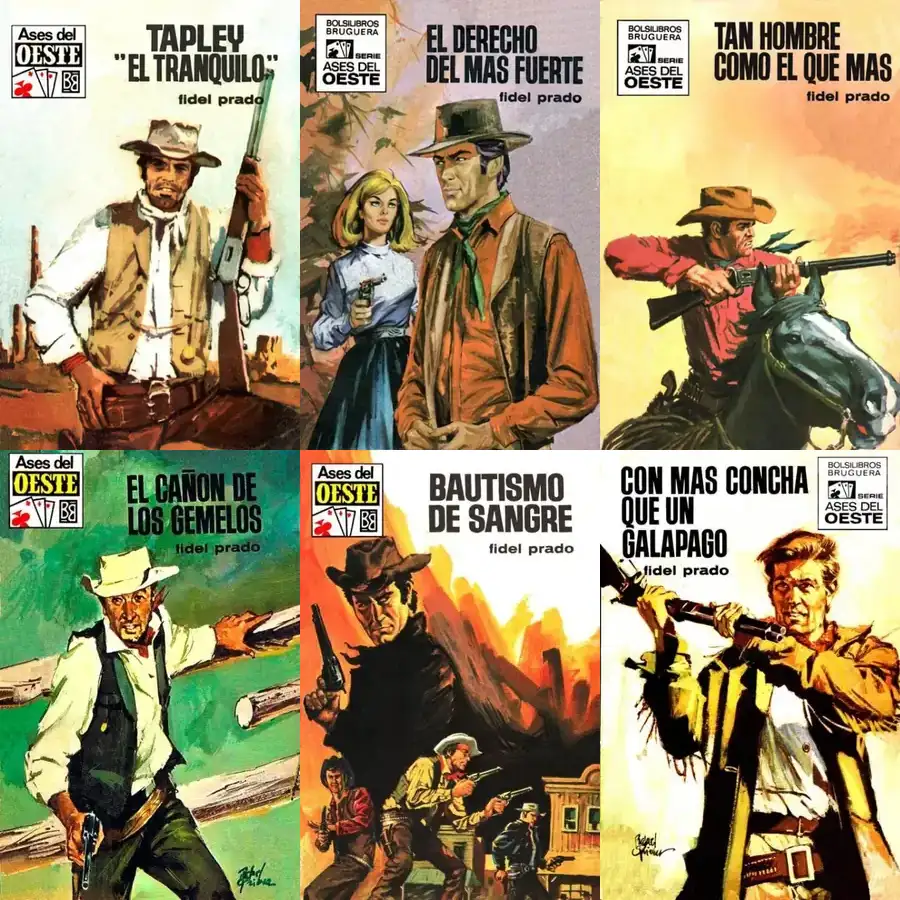 Ases del
OESTE
BB
TAPLEY
"EL TRANQUILO"
fidel prado
BOLSILIBROS
BRUGUERA
SERIE
ASES DEL
OESTE
EL DERECHO
DEL MAS FUERTE
fidel prado
BOLSILIBROS
BRUGUERA
SERIE
ASES DEL
OESTE
TAN HOMBRE
COMO EL QUE MAS
fidel prado
Ases del
OESTE
BB
EL CAÑON DE
LOS GEMELOS
fidel prado
Ases del
OESTE
BB
BAUTISMO
DE SANGRE
fidel prado
CON MAS CONCHA
QUE UN
GALAPAGO
fidel prado
BOLSILIBROS
BRUGUERA
SERIE
ASES DEL
OESTE